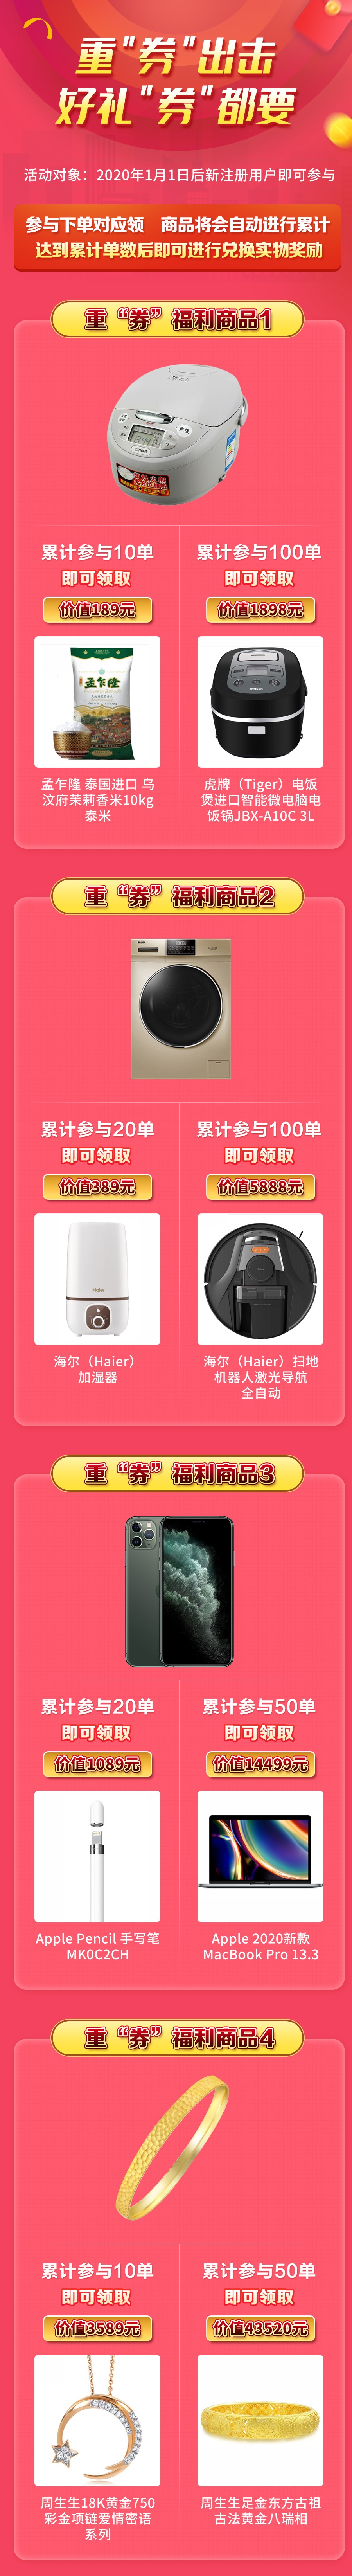 重"券"出击
好礼"券"都要
活动对象：2020年1月1日后新注册用户即可参与
参与下单对应领 商品将会自动进行累计
达到累计单数后即可进行兑换实物奖励
重“券”福利商品1
累计参与10单
即可领取
价值189元
孟乍隆
孟乍隆 泰国进口 乌
汶府茉莉香米10kg
泰米
累计参与100单
即可领取
价值1898元
虎牌（Tiger）电饭
煲进口智能微电脑电
饭锅JBX-A10C 3L
重“券”福利商品2
累计参与20单
即可领取
价值389元
Haier
海尔（Haier）
加湿器
累计参与100单
即可领取
价值5888元
海尔（Haier）扫地
机器人激光导航
全自动
重“券”福利商品3
累计参与20单
即可领取
价值1089元
Apple Pencil 手写笔
MK0C2CH
累计参与50单
即可领取
价值14499元
Apple 2020新款
MacBook Pro 13.3
重“券”福利商品4
累计参与10单
即可领取
价值3589元
周生生18K黄金750
彩金项链爱情密语
系列
累计参与50单
即可领取
价值43520元
周生生足金东方古祖
古法黄金八瑞相